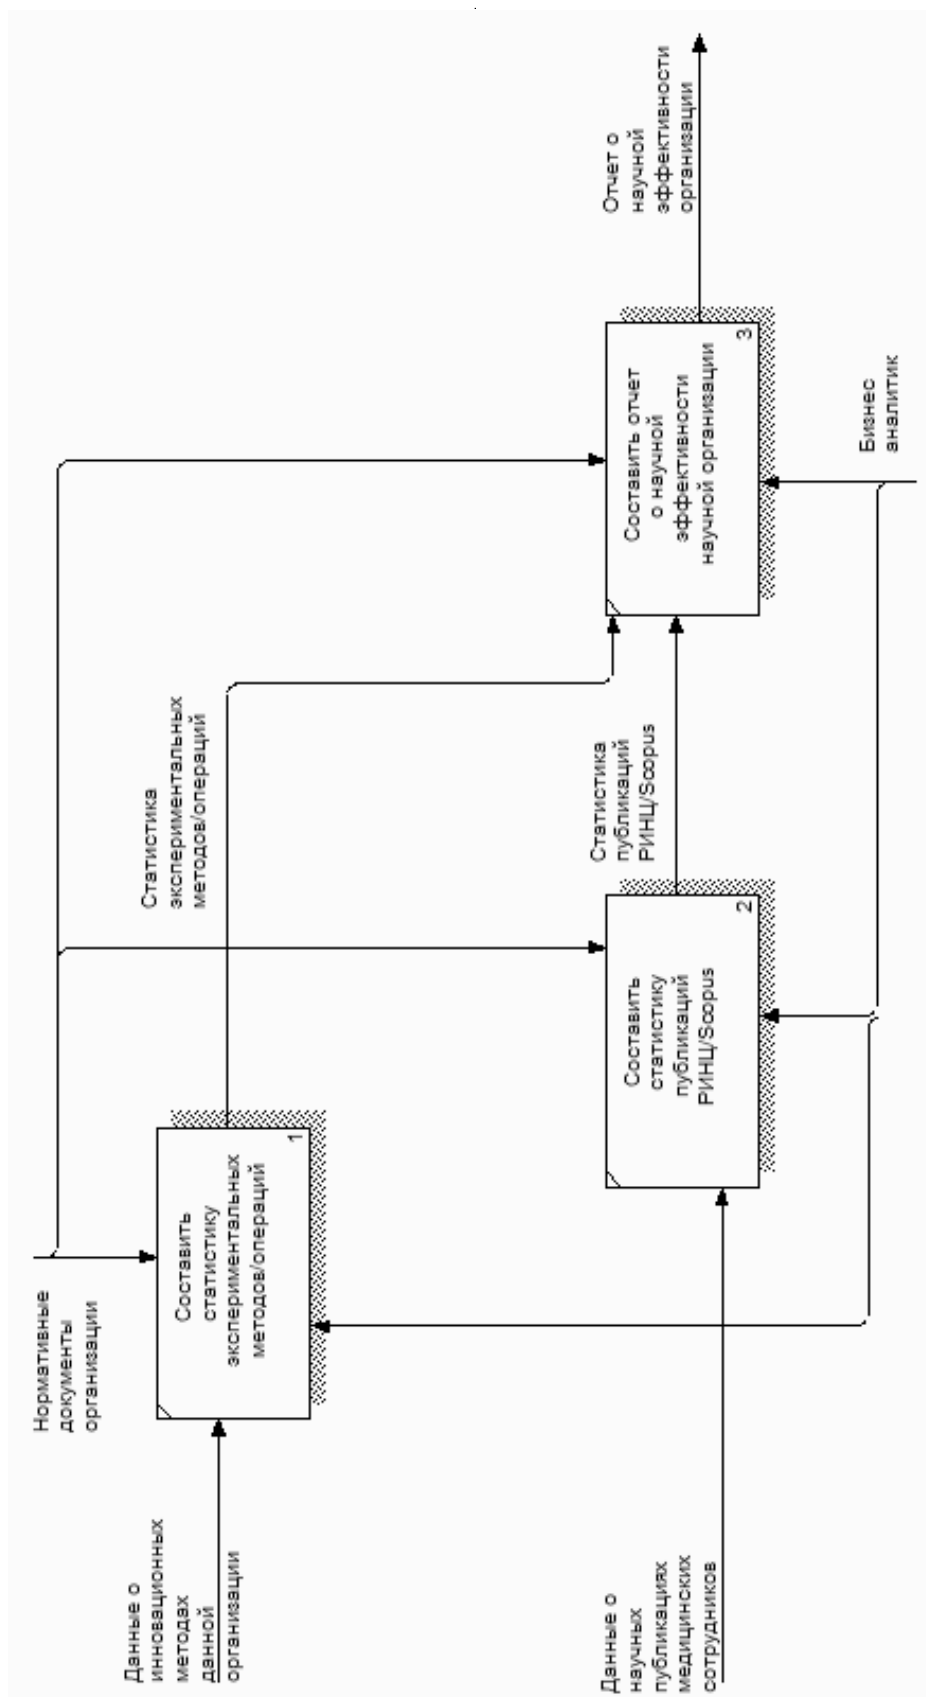 Нормативные
документы
организации
Данные о
инновационных
методах
данной
организации
Составить
статистику
экспериментальных
методов/операций
1
Статистика
экспериментальных
методов/операций
Данные о
научных
публикациях
медицинских
сотрудников
Составить
статистику
публикаций
РИНЦ/Scopus
2
Статистика
публикаций
РИНЦ/Scopus
Составить отчет
о научной
эффективности
научной организации
3
Отчет о
научной
эффективности
организации
Бизнес
аналитик